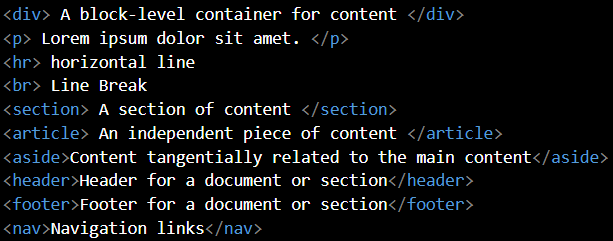 <div> A block-level container for content </div>
<p> Lorem ipsum dolor sit amet. </p>
<hr> horizontal line
<br> Line Break
<section> A section of content </section>
<article> An independent piece of content </article>
<aside>Content tangentially related to the main content</aside>
<header>Header for a document or section</header>
<footer>Footer for a document or section</footer>
<nav>Navigation links</nav>